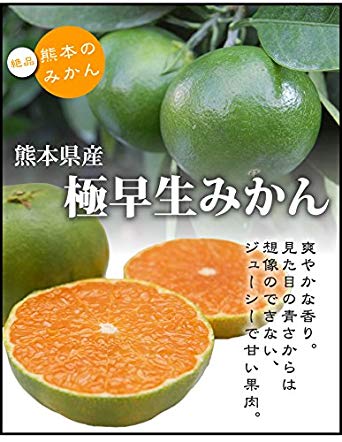 絶品
熊本の
みかん
熊本県産
極早生みかん
爽やかな香り。
見た目の青さからは
想像のできない、
ジューシーで甘い果肉。